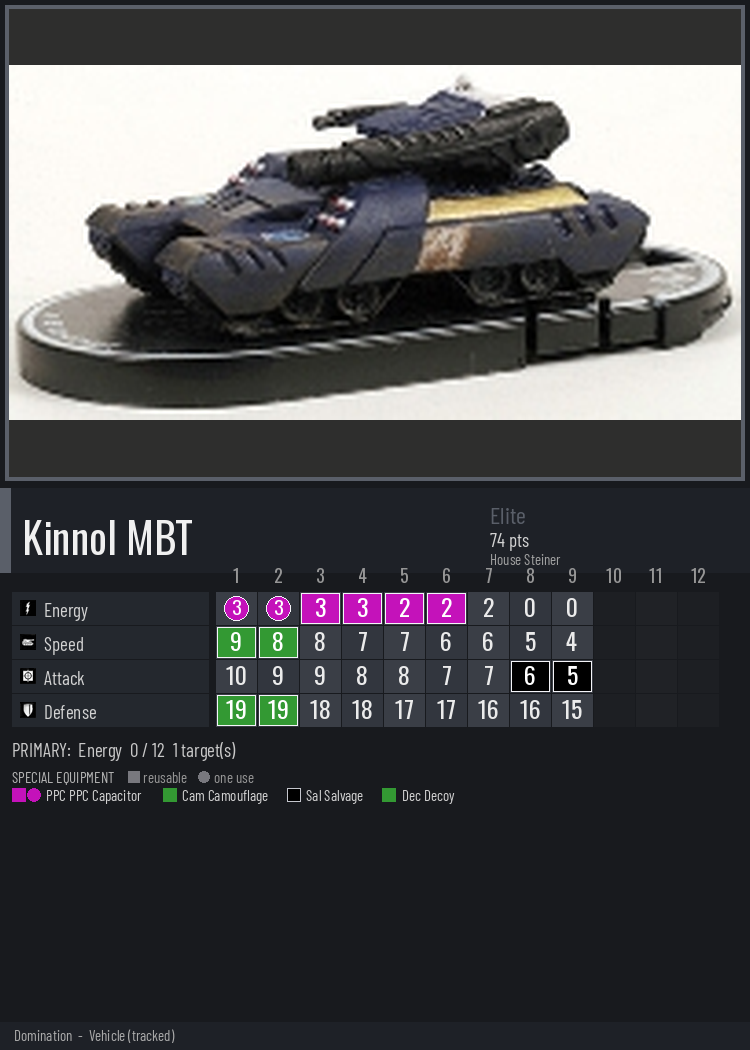 Kinnol MBT
Elite
74 pts
House Steiner
1 2 3 4 5 6 7 8 9 10 11 12
Energy 3 3 3 3 2 2 2 0 0
Speed 9 8 8 7 7 6 6 5 4
Attack 10 9 9 8 8 7 7 6 5
Defense 19 19 18 18 17 17 16 16 15
PRIMARY: Energy 0 / 12 1 target(s)
SPECIAL EQUIPMENT reusable one use
PPC PPC Capacitor Cam Camouflage Sal Salvage Dec Decoy
Domination - Vehicle (tracked)